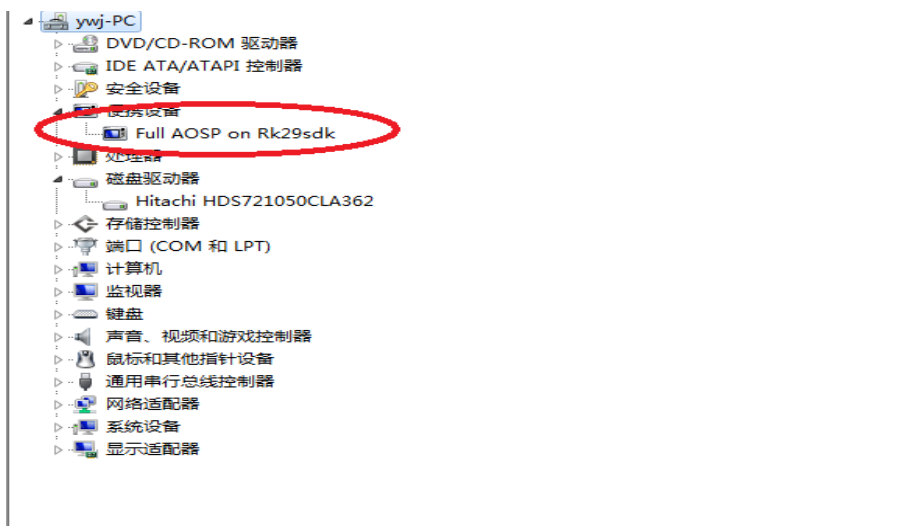 ywj-PC
DVD/CD-ROM 驱动器
IDE ATA/ATAPI 控制器
安全设备
便携设备
Full AOSP on Rk29sdk
处理器
磁盘驱动器
Hitachi HDS721050CLA362
存储控制器
端口 (COM 和 LPT)
计算机
监视器
键盘
声音、视频和游戏控制器
鼠标和其他指针设备
通用串行总线控制器
网络适配器
系统设备
显示适配器